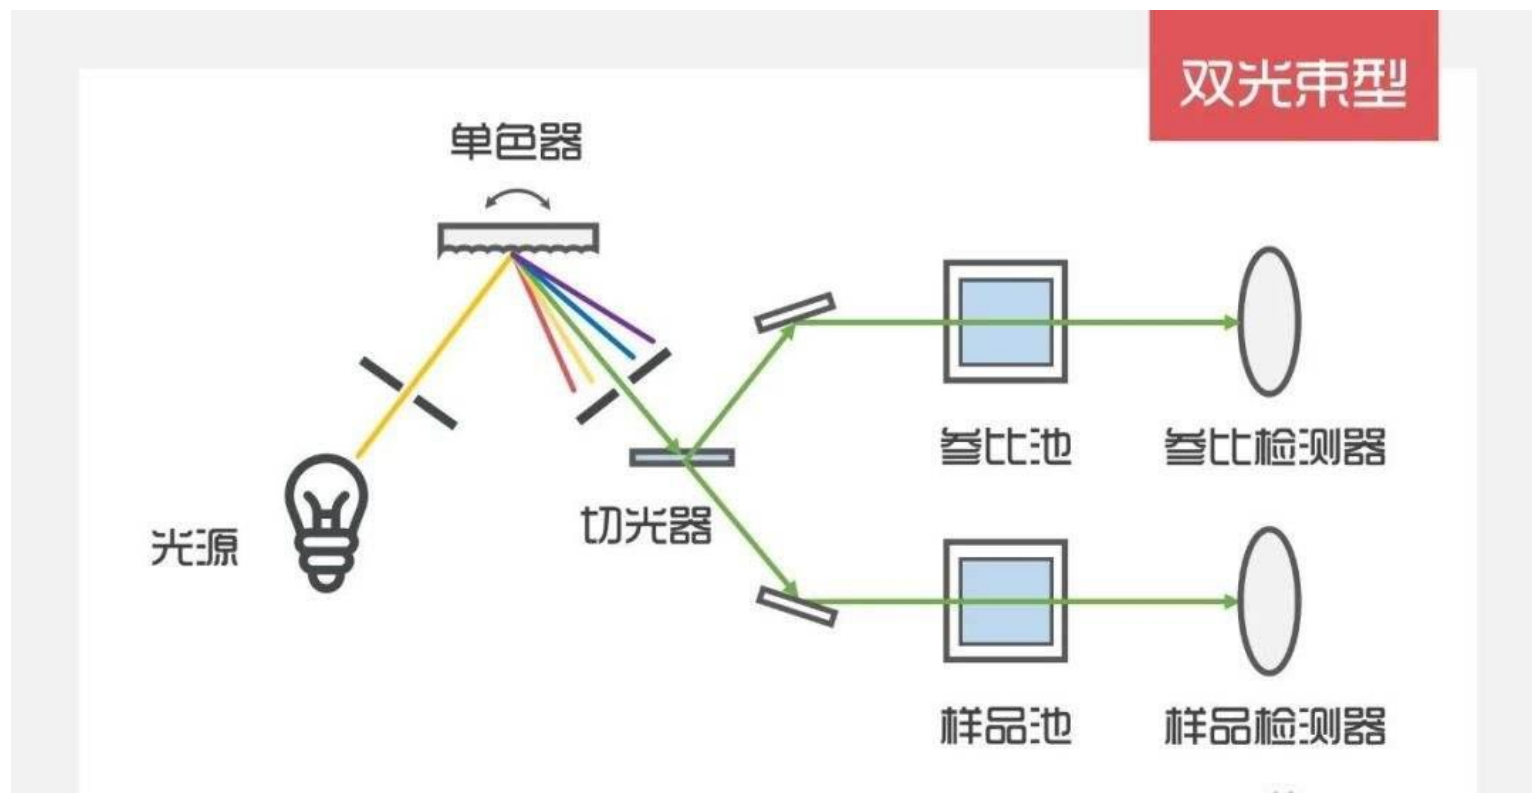 双光束型
单色器
参比池
参比检测器
切光器
光源
样品池
样品检测器